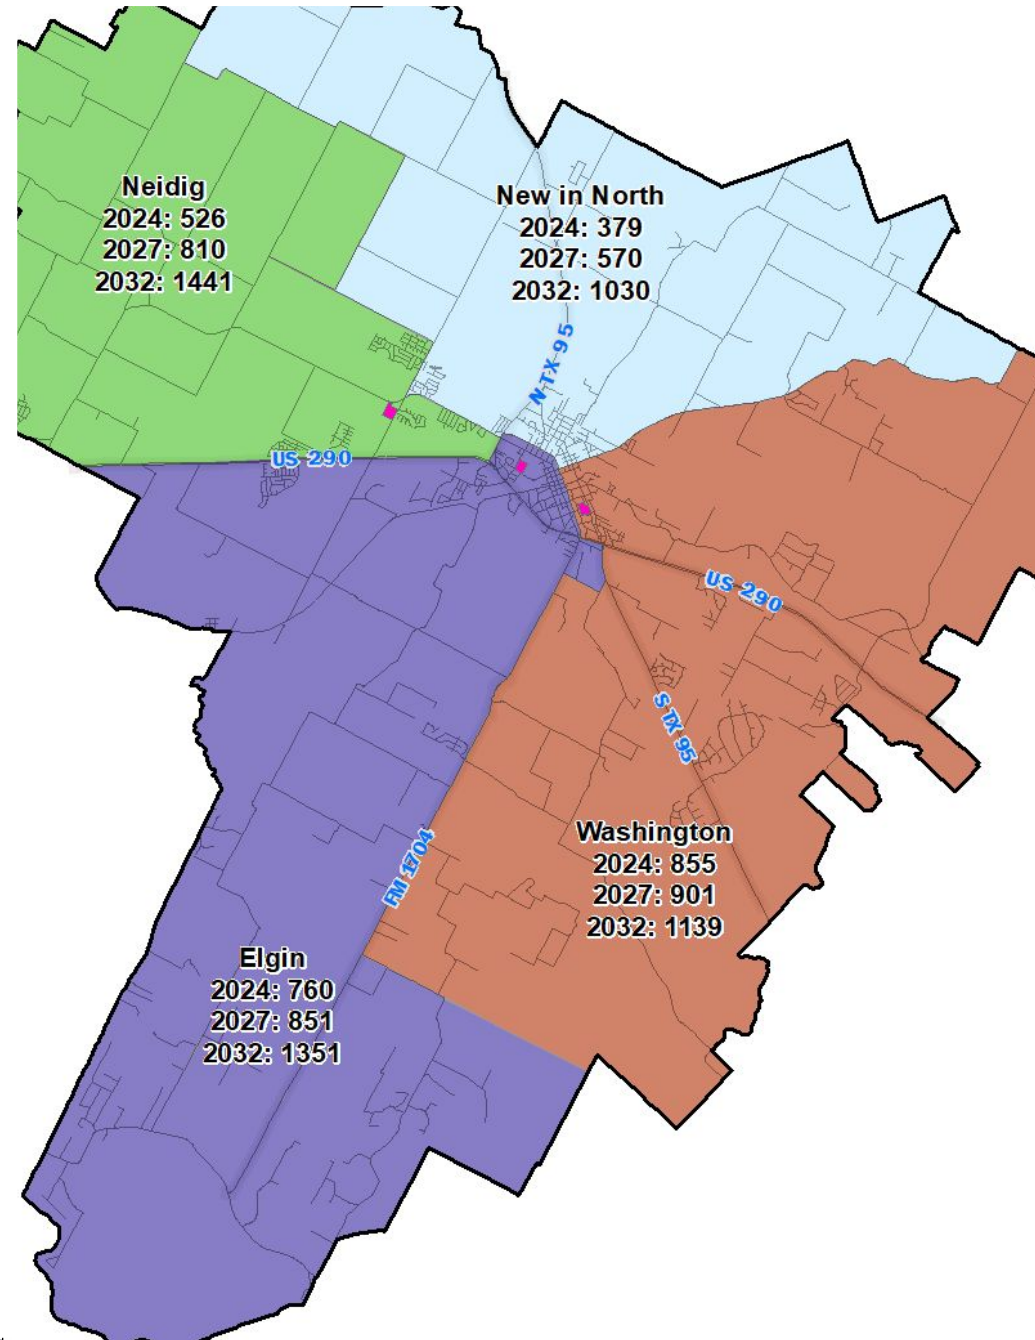 Neidig
2024: 526
2027: 810
2032: 1441
New in North
2024: 379
2027: 570
2032: 1030
N TX 95
US 290
US 290
S TX 95
FM 1704
Washington
2024: 855
2027: 901
2032: 1139
Elgin
2024: 760
2027: 851
2032: 1351